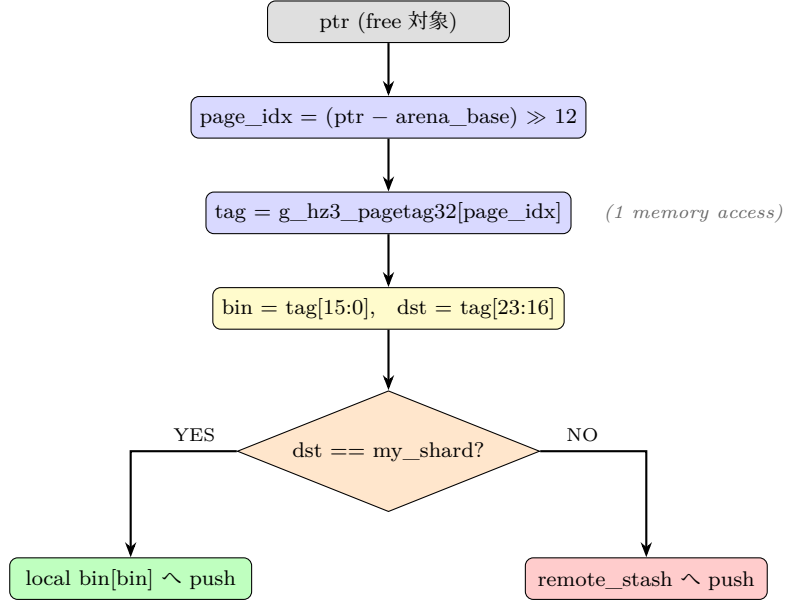 ptr (free 対象)
page_idx = (ptr − arena_base) ≫ 12
tag = g_hz3_pagetag32[page_idx]
(1 memory access)
bin = tag[15:0], dst = tag[23:16]
dst == my_shard?
YES
NO
local bin[bin] へ push
remote_stash へ push